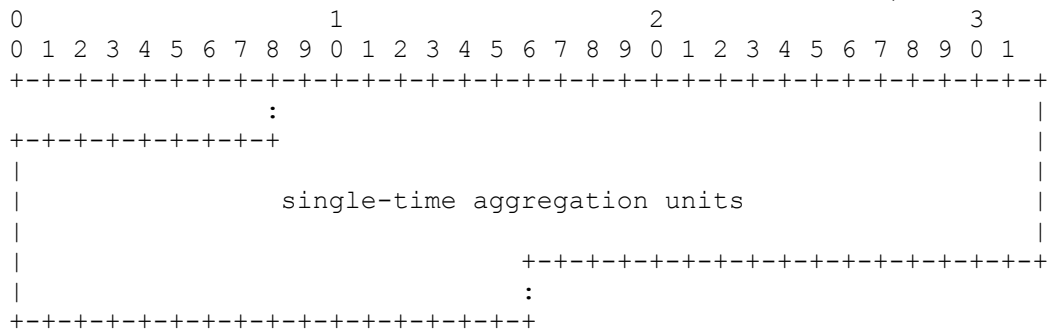 0                   1                   2                   3
0 1 2 3 4 5 6 7 8 9 0 1 2 3 4 5 6 7 8 9 0 1 2 3 4 5 6 7 8 9 0 1
+-+-+-+-+-+-+-+-+-+-+-+-+-+-+-+-+-+-+-+-+-+-+-+-+-+-+-+-+-+-+-+-+
                :                                               |
+-+-+-+-+-+-+-+-+                                               |
|                                                               |
|                single-time aggregation units                  |
|                                                               |
|                               +-+-+-+-+-+-+-+-+-+-+-+-+-+-+-+-+
|                               :
+-+-+-+-+-+-+-+-+-+-+-+-+-+-+-+-+